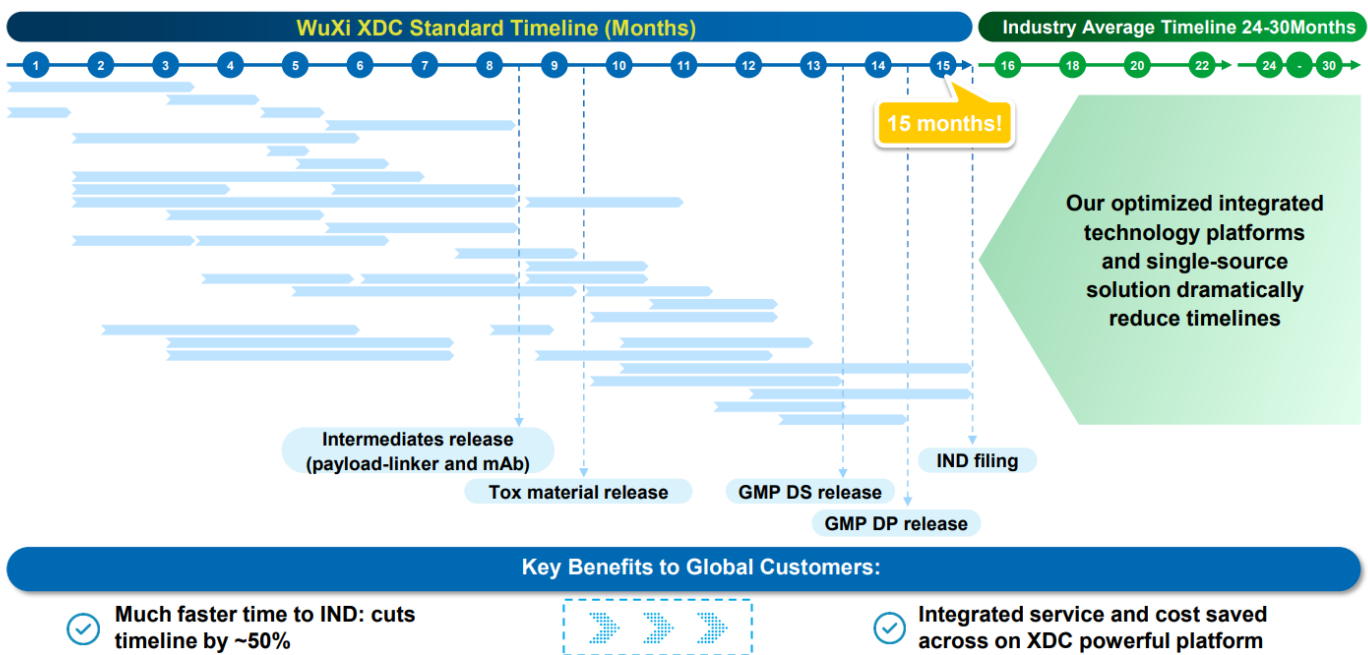 WuXi XDC Standard Timeline (Months)
Industry Average Timeline 24-30Months
1 2 3 4 5 6 7 8 9 10 11 12 13 14 15 16 18 20 22 24 - 30
15 months!
Our optimized integrated
technology platforms
and single-source
solution dramatically
reduce timelines
Intermediates release
(payload-linker and mAb)
IND filing
Tox material release
GMP DS release
GMP DP release
Key Benefits to Global Customers:
Much faster time to IND: cuts
timeline by ~50%
Integrated service and cost saved
across on XDC powerful platform